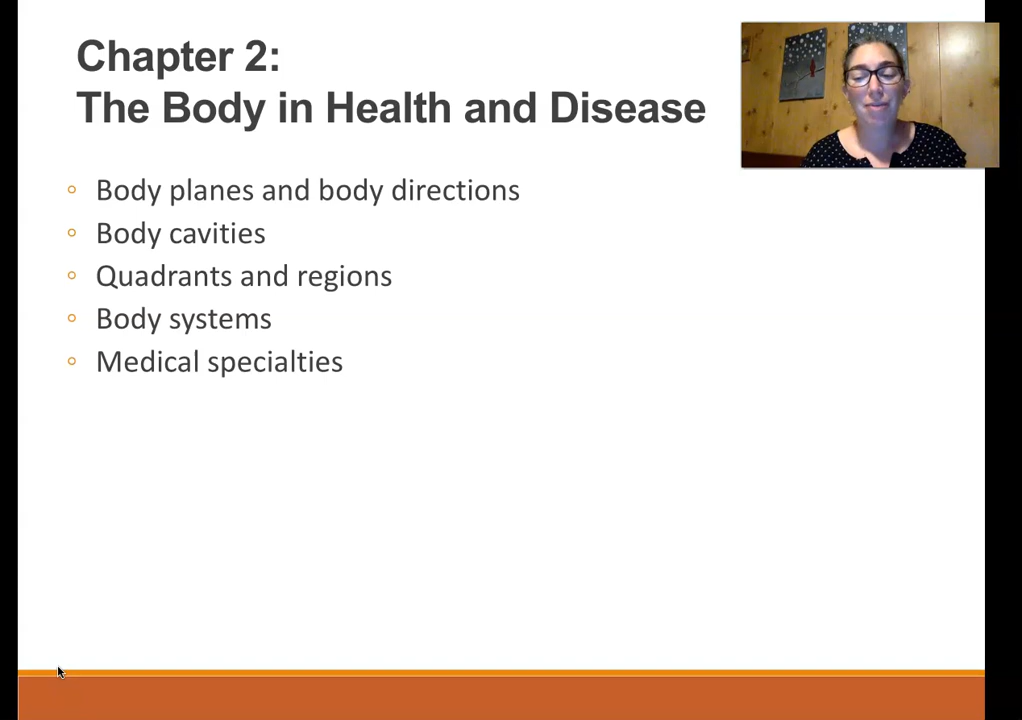 Chapter 2:
The Body in Health and Disease
◦ Body planes and body directions
◦ Body cavities
◦ Quadrants and regions
◦ Body systems
◦ Medical specialties